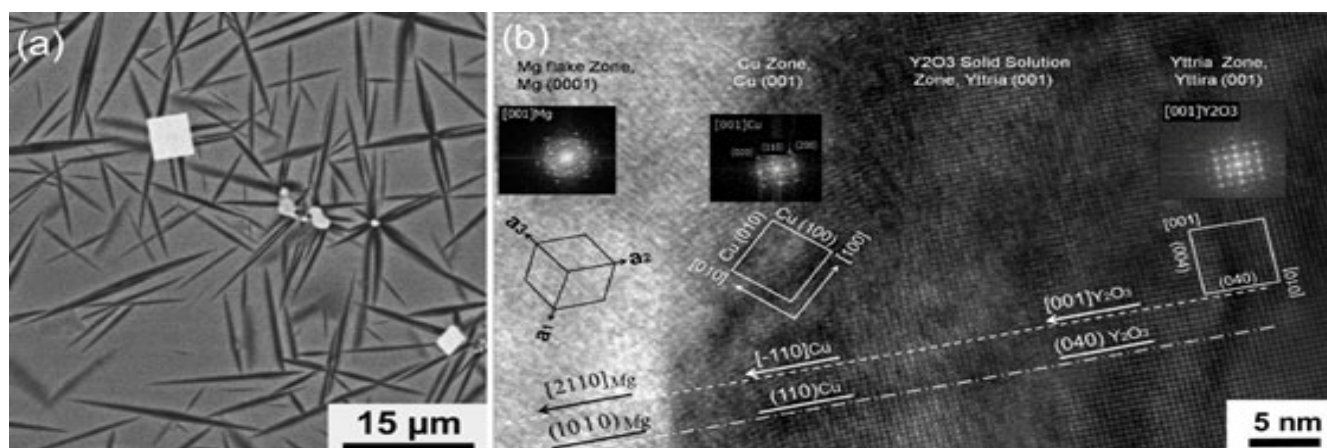 (a)
15 μm
(b)
Mg flake Zone,
Mg (0001)
Cu Zone,
Cu (001)
Y2O3 Solid Solution
Zone, Yttria (001)
Yttria Zone,
Yttira (001)
[001]Mg
[001]Cu
(020) (110) (200)
[001]Y2O3
a3
a2
a1
Cu (010)
Cu (100)
[010]
[100]
[001]
(004)
(040)
[010]
[001]Y2O3
(040) Y2O3
[-110]Cu
(110)Cu
[2110]Mg
(1010)Mg
5 nm